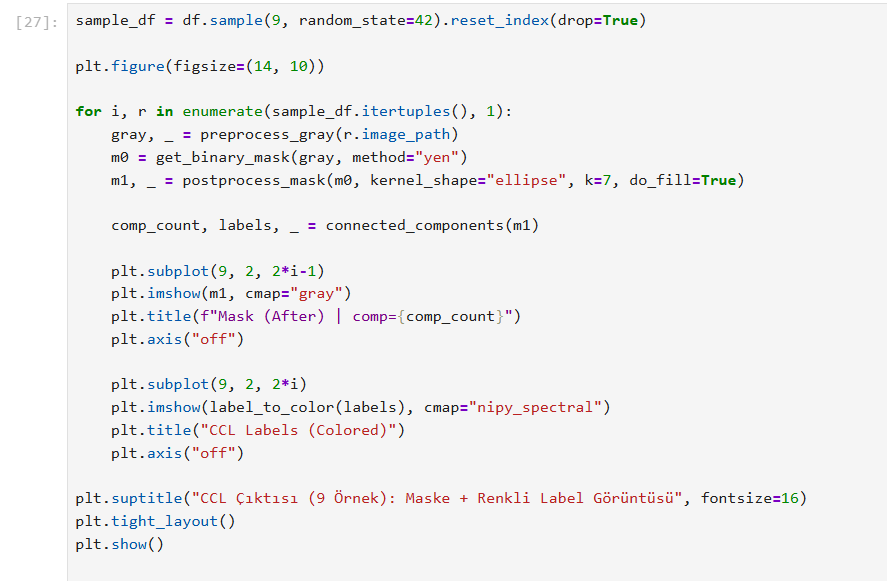 [27]:
sample_df = df.sample(9, random_state=42).reset_index(drop=True)
plt.figure(figsize=(14, 10))
for i, r in enumerate(sample_df.itertuples(), 1):
    gray, _ = preprocess_gray(r.image_path)
    m0 = get_binary_mask(gray, method="yen")
    m1, _ = postprocess_mask(m0, kernel_shape="ellipse", k=7, do_fill=True)
    comp_count, labels, _ = connected_components(m1)
    plt.subplot(9, 2, 2*i-1)
    plt.imshow(m1, cmap="gray")
    plt.title(f"Mask (After) | comp={comp_count}")
    plt.axis("off")
    plt.subplot(9, 2, 2*i)
    plt.imshow(label_to_color(labels), cmap="nipy_spectral")
    plt.title("CCL Labels (Colored)")
    plt.axis("off")
plt.suptitle("CCL Çıktısı (9 Örnek): Maske + Renkli Label Görüntüsü", fontsize=16)
plt.tight_layout()
plt.show()